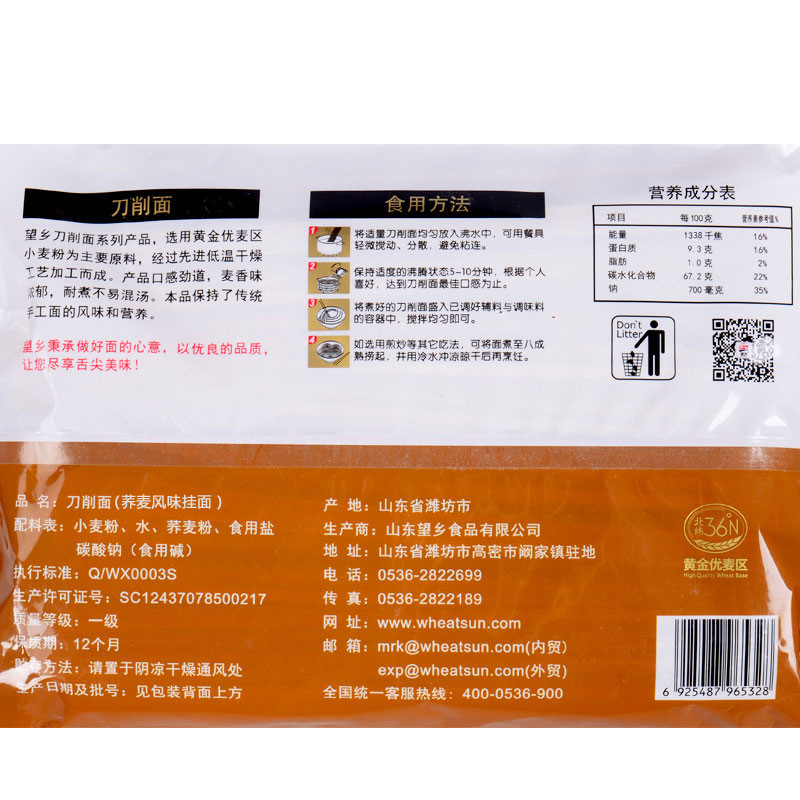 刀削面
望乡刀削面系列产品，选用黄金优麦区
小麦粉为主要原料，经过先进低温干燥
工艺加工而成。产品口感劲道，麦香味
浓郁，耐煮不易混汤。本品保持了传统
手工面的风味和营养。
望乡秉承做好面的心意，以优良的品质，
让您尽享舌尖美味！
食用方法
1 将适量刀削面均匀放入沸水中，可用餐具
轻微搅动、分散，避免粘连。
2 保持适度的沸腾状态5-10分钟，根据个人
喜好，达到刀削面最佳口感为止。
3 将煮好的刀削面盛入已调好辅料与调味料
的容器中，搅拌均匀即可。
4 如选用煎炒等其它吃法，可将面煮至八成
熟捞起，并用冷水冲凉晾干后再烹饪。
营养成分表
项目 每100克 营养素参考值%
能量 1338千焦 16%
蛋白质 9.3克 16%
脂肪 1.0克 2%
碳水化合物 67.2克 22%
钠 700毫克 35%
Don't
Litter
品 名：刀削面(荞麦风味挂面)
配料表：小麦粉、水、荞麦粉、食用盐
碳酸钠（食用碱）
执行标准：Q/WX0003S
生产许可证号：SC12437078500217
质量等级：一级
保质期：12个月
贮存方法：请置于阴凉干燥通风处
生产日期及批号：见包装背面上方
产 地：山东省潍坊市
生产商：山东望乡食品有限公司
地 址：山东省潍坊市高密市阚家镇驻地
电 话：0536-2822699
传 真：0536-2822189
网 址：www.wheatsun.com
邮 箱：mrk@wheatsun.com(内贸)
exp@wheatsun.com(外贸)
全国统一客服热线：400-0536-900
北纬36°N
黄金优麦区
High Quality Wheat Base
6 925487 965328